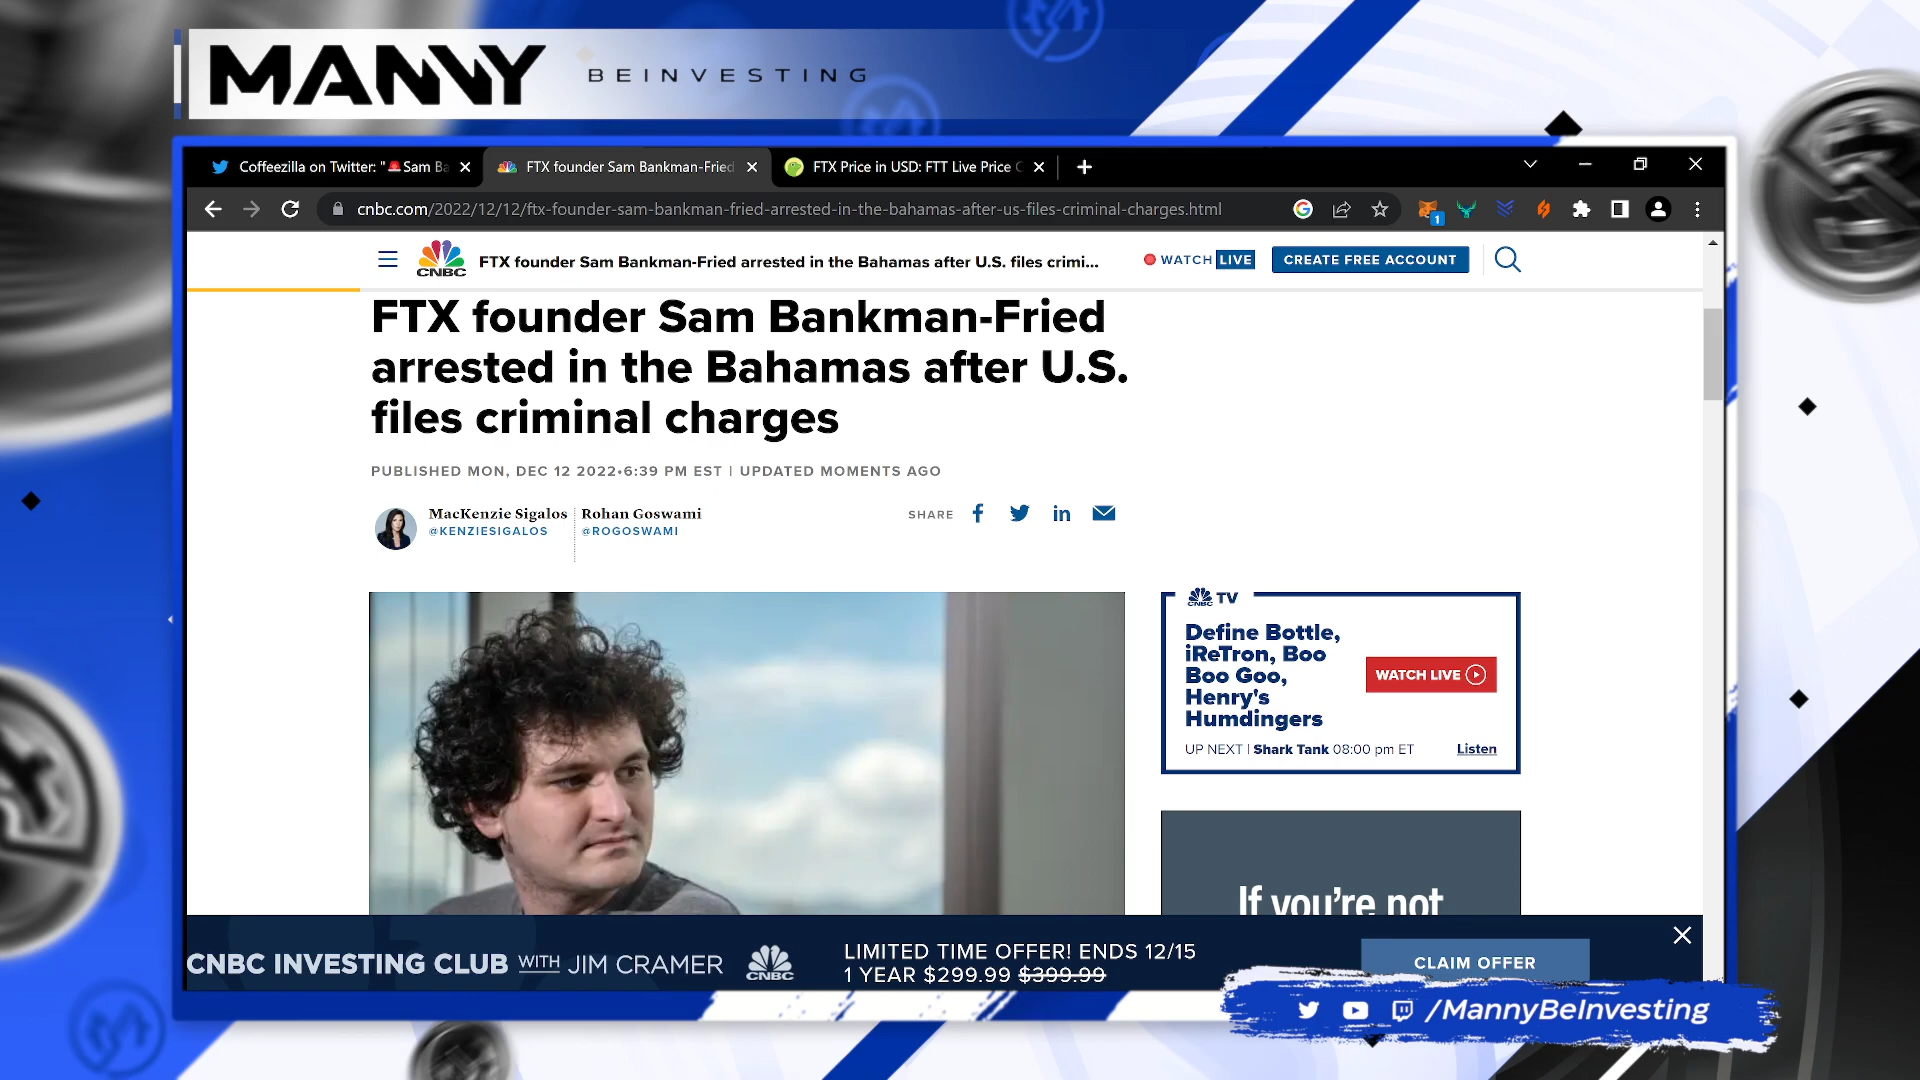 MANNY
BEINVESTING
Coffeezilla on Twitter: "🚨Sam Ba
FTX founder Sam Bankman-Fried
FTX Price in USD: FTT Live Price C
cnbc.com/2022/12/12/ftx-founder-sam-bankman-fried-arrested-in-the-bahamas-after-us-files-criminal-charges.html
1
CNBC
FTX founder Sam Bankman-Fried arrested in the Bahamas after U.S. files crimi...
WATCH LIVE
CREATE FREE ACCOUNT
FTX founder Sam Bankman-Fried
arrested in the Bahamas after U.S.
files criminal charges
PUBLISHED MON, DEC 12 2022•6:39 PM EST | UPDATED MOMENTS AGO
MacKenzie Sigalos
@KENZIESIGALOS
Rohan Goswami
@ROGOSWAMI
SHARE
CNBC TV
Define Bottle,
iReTron, Boo
Boo Goo,
Henry's
Humdingers
WATCH LIVE
UP NEXT | Shark Tank 08:00 pm ET
Listen
If you're not
CNBC INVESTING CLUB WITH JIM CRAMER
CNBC
LIMITED TIME OFFER! ENDS 12/15
1 YEAR $299.99 $399.99
CLAIM OFFER
/MannyBeInvesting